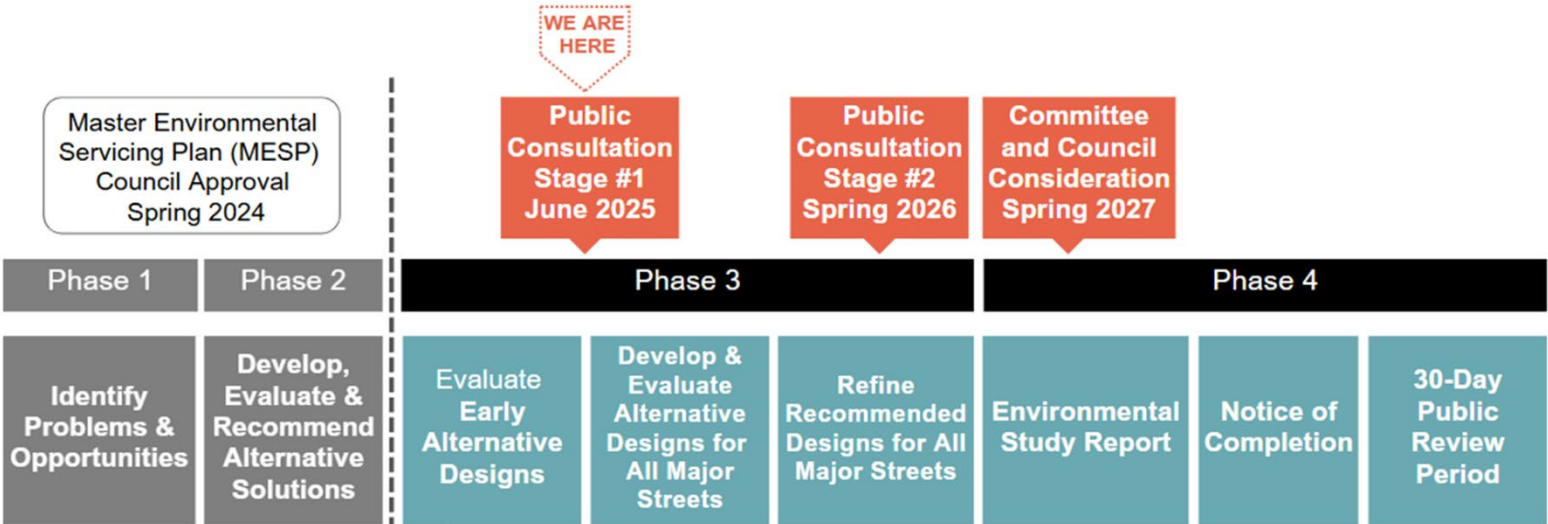 WE ARE
HERE
Master Environmental
Servicing Plan (MESP)
Council Approval
Spring 2024
Public
Consultation
Stage #1
June 2025
Public
Consultation
Stage #2
Spring 2026
Committee
and Council
Consideration
Spring 2027
Phase 1
Phase 2
Phase 3
Phase 4
Identify
Problems &
Opportunities
Develop,
Evaluate &
Recommend
Alternative
Solutions
Evaluate
Early
Alternative
Designs
Develop &
Evaluate
Alternative
Designs for
All Major
Streets
Refine
Recommended
Designs for All
Major Streets
Environmental
Study Report
Notice of
Completion
30-Day
Public
Review
Period